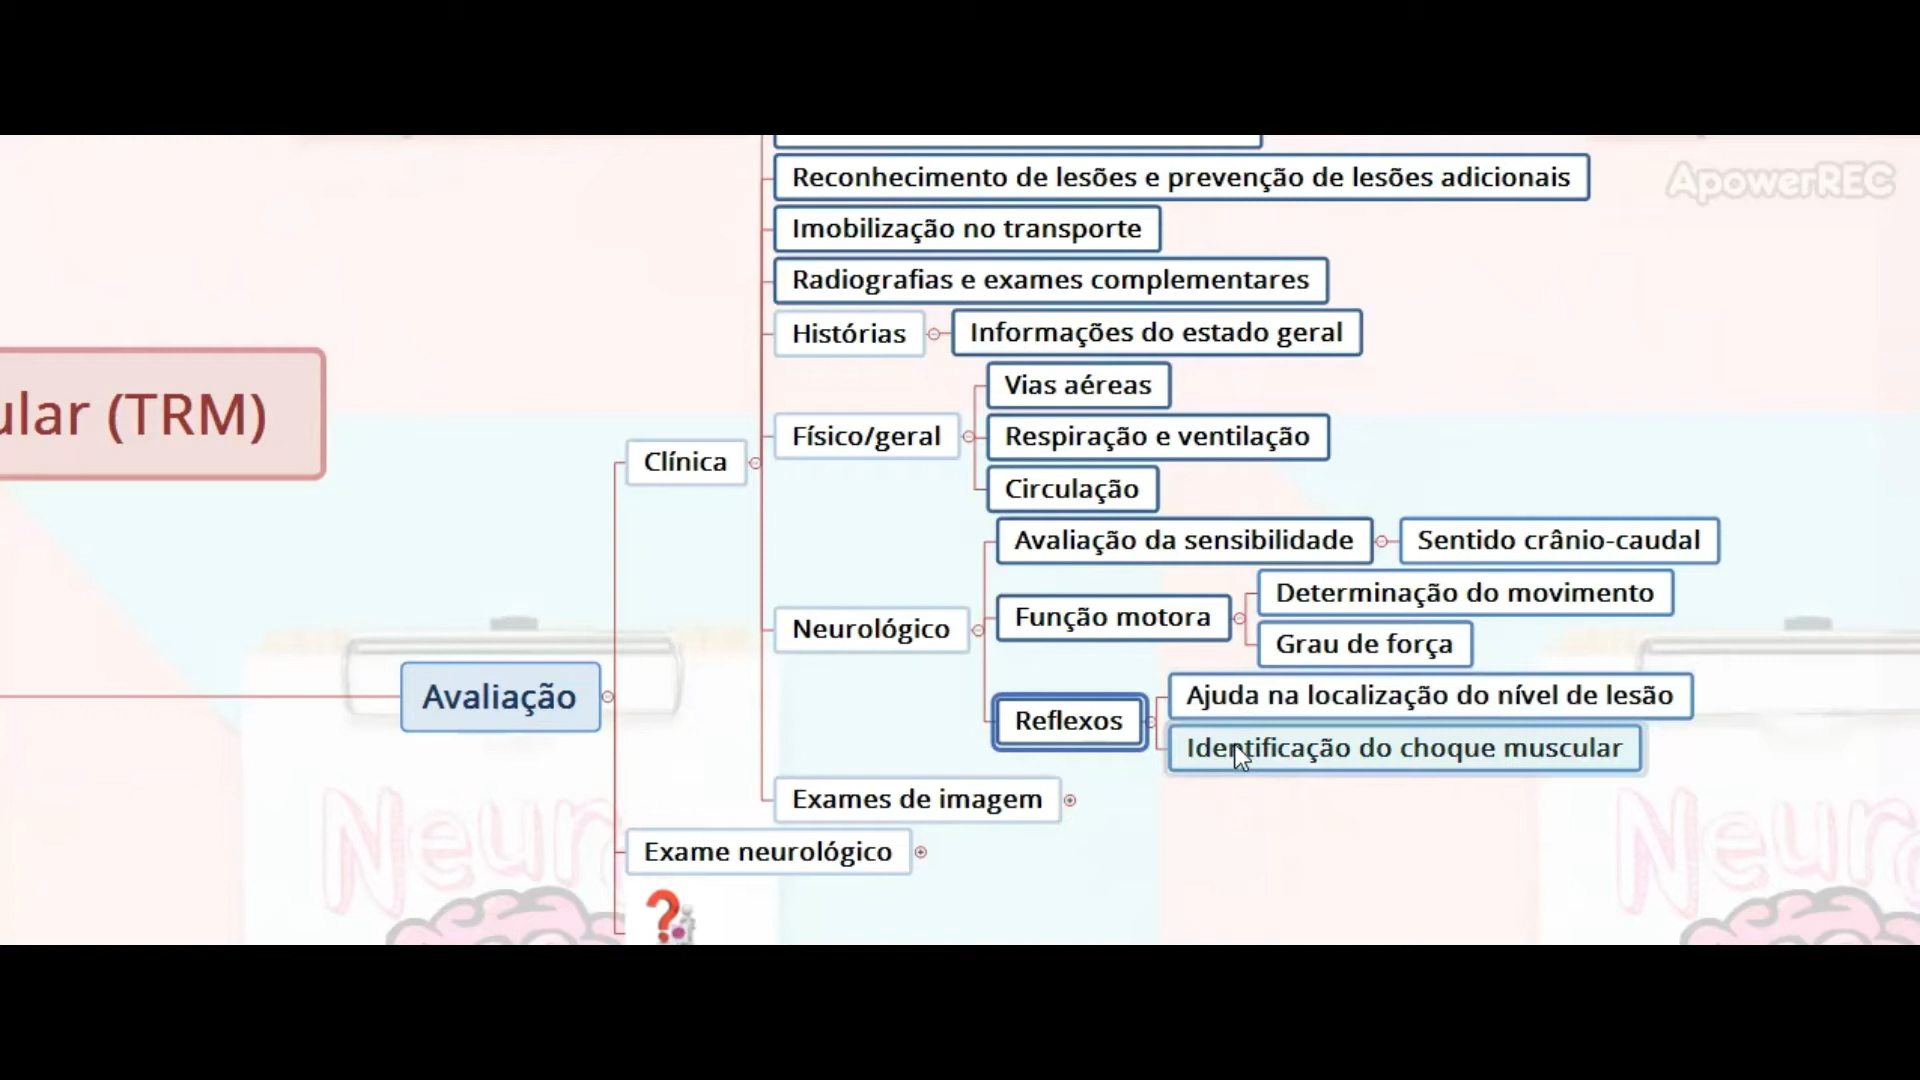 ApowerREC
Reconhecimento de lesões e prevenção de lesões adicionais
Imobilização no transporte
Radiografias e exames complementares
Histórias
Informações do estado geral
ular (TRM)
Clínica
Físico/geral
Vias aéreas
Respiração e ventilação
Circulação
Neurológico
Avaliação da sensibilidade
Sentido crânio-caudal
Função motora
Determinação do movimento
Grau de força
Reflexos
Ajuda na localização do nível de lesão
Identificação do choque muscular
Avaliação
Exames de imagem
Exame neurológico
?
Neur
Neuro